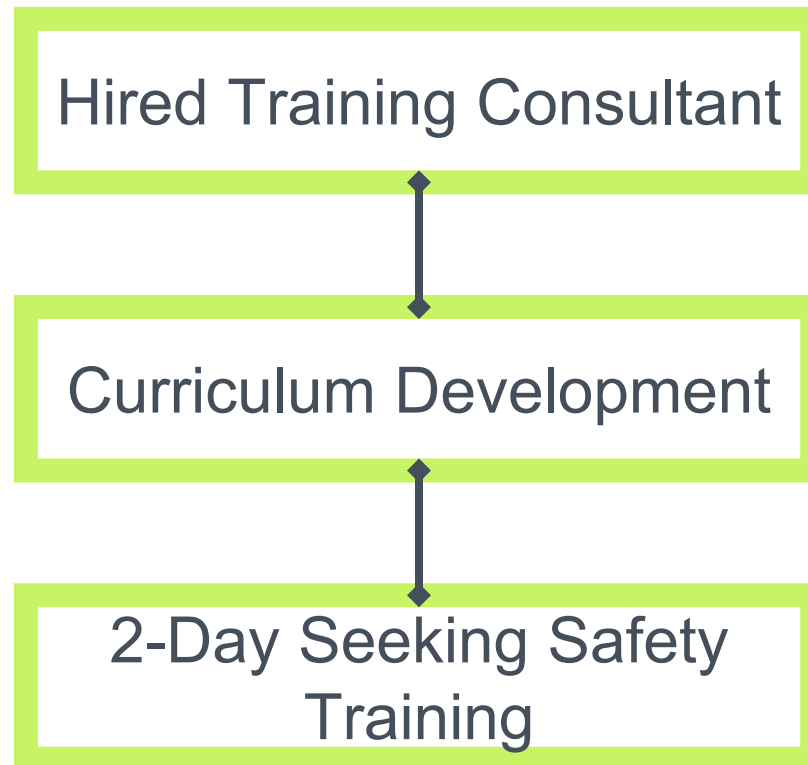 Hired Training Consultant
Curriculum Development
2-Day Seeking Safety
Training